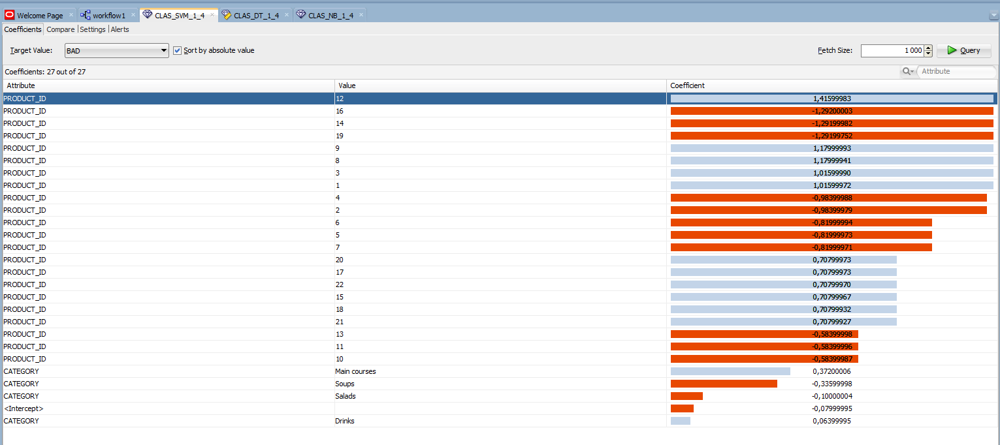 Welcome Page workflow1 CLAS_SVM_1_4 CLAS_DT_1_4 CLAS_NB_1_4
Coefficients Compare Settings Alerts
Target Value: BAD Sort by absolute value Fetch Size: 1 000 Query
Coefficients: 27 out of 27 Attribute
Attribute Value Coefficient
PRODUCT_ID 12 1,41599983
PRODUCT_ID 16 -1,29200003
PRODUCT_ID 14 -1,29199982
PRODUCT_ID 19 -1,29199752
PRODUCT_ID 9 1,17999993
PRODUCT_ID 8 1,17999941
PRODUCT_ID 3 1,01599990
PRODUCT_ID 1 1,01599972
PRODUCT_ID 4 -0,98399988
PRODUCT_ID 2 -0,98399979
PRODUCT_ID 6 -0,81999994
PRODUCT_ID 5 -0,81999973
PRODUCT_ID 7 -0,81999971
PRODUCT_ID 20 0,70799973
PRODUCT_ID 17 0,70799973
PRODUCT_ID 22 0,70799970
PRODUCT_ID 15 0,70799967
PRODUCT_ID 18 0,70799932
PRODUCT_ID 21 0,70799927
PRODUCT_ID 13 -0,58399998
PRODUCT_ID 11 -0,58399996
PRODUCT_ID 10 -0,58399987
CATEGORY Main courses 0,37200006
CATEGORY Soups -0,33599998
CATEGORY Salads -0,10000004
<Intercept> -0,07999995
CATEGORY Drinks 0,06399995